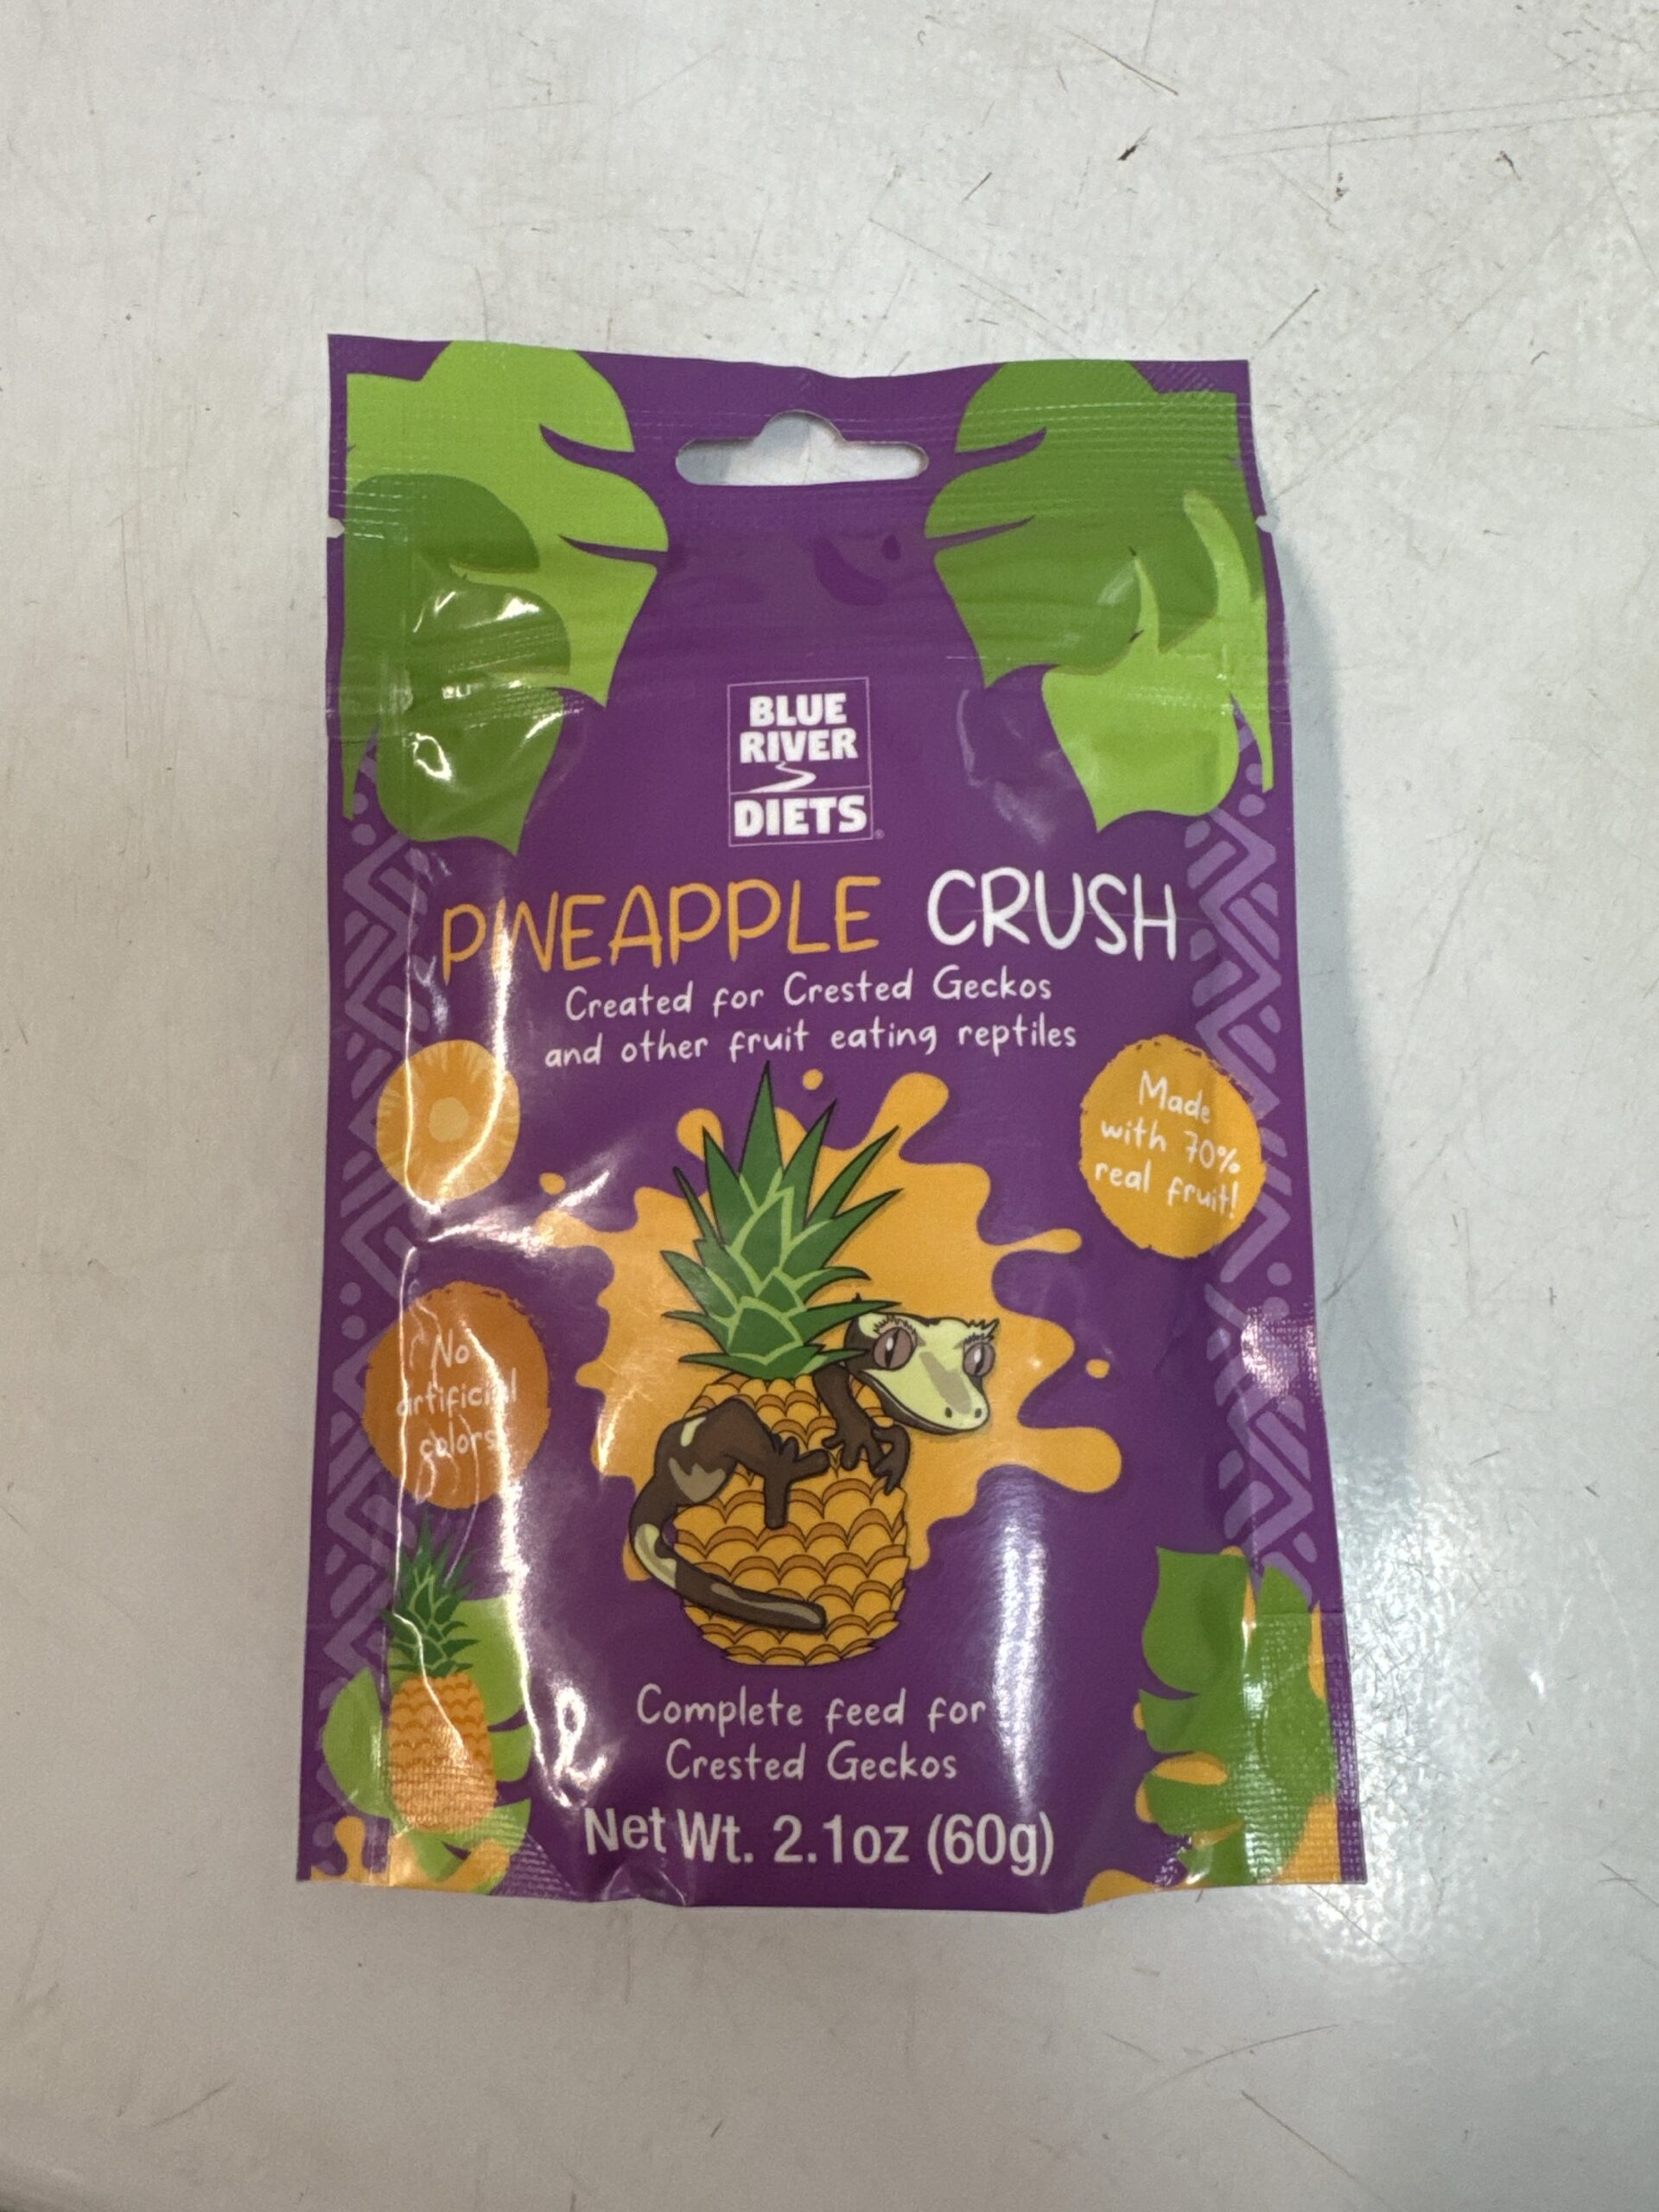 BLUE
RIVER
DIETS®
PINEAPPLE CRUSH
Created for Crested Geckos
and other fruit eating reptiles
Made
with 70%
real fruit!
No
artificial
colors
Complete feed for
Crested Geckos
Net Wt. 2.1oz (60g)